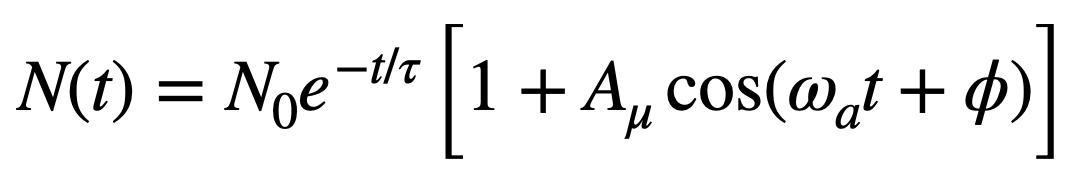 N(t) = N₀e^{−t/τ} [1 + A_μ cos(ω_a t + ϕ)]